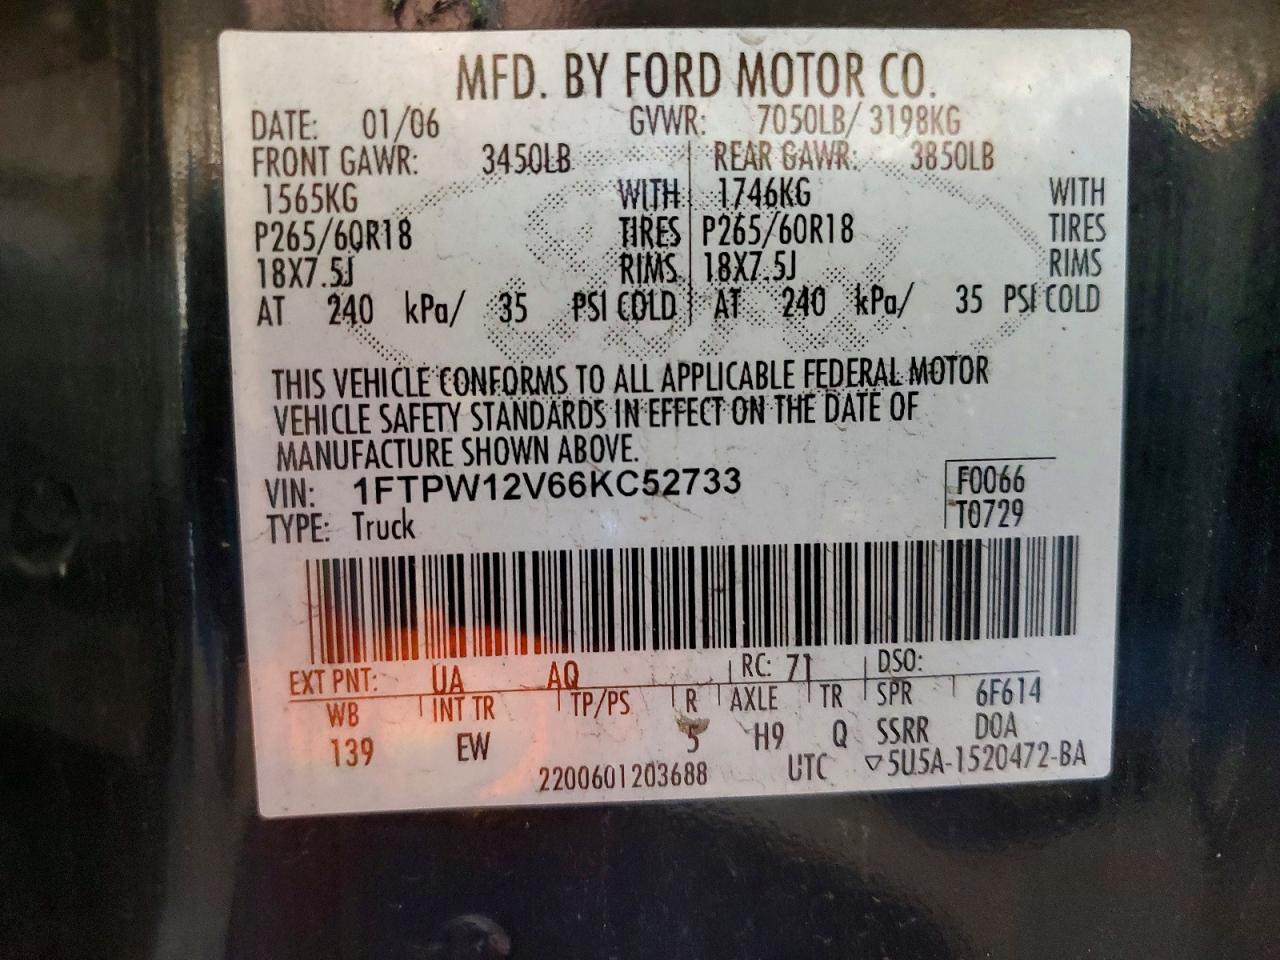 MFD. BY FORD MOTOR CO.
DATE: 01/06 GVWR: 7050LB/ 3198KG
FRONT GAWR: 3450LB REAR GAWR: 3850LB
1565KG WITH 1746KG WITH
P265/60R18 TIRES P265/60R18 TIRES
18X7.5J RIMS 18X7.5J RIMS
AT 240 kPa/ 35 PSI COLD AT 240 kPa/ 35 PSI COLD
THIS VEHICLE CONFORMS TO ALL APPLICABLE FEDERAL MOTOR
VEHICLE SAFETY STANDARDS IN EFFECT ON THE DATE OF
MANUFACTURE SHOWN ABOVE.
VIN: 1FTPW12V66KC52733 F0066
TYPE: Truck T0729
EXT PNT: UA AQ RC: 71 DSO:
WB INT TR TP/PS R AXLE TR SPR 6F614
139 EW 5 H9 Q SSRR DOA
2200601203688 UTC ▽5U5A-1520472-BA